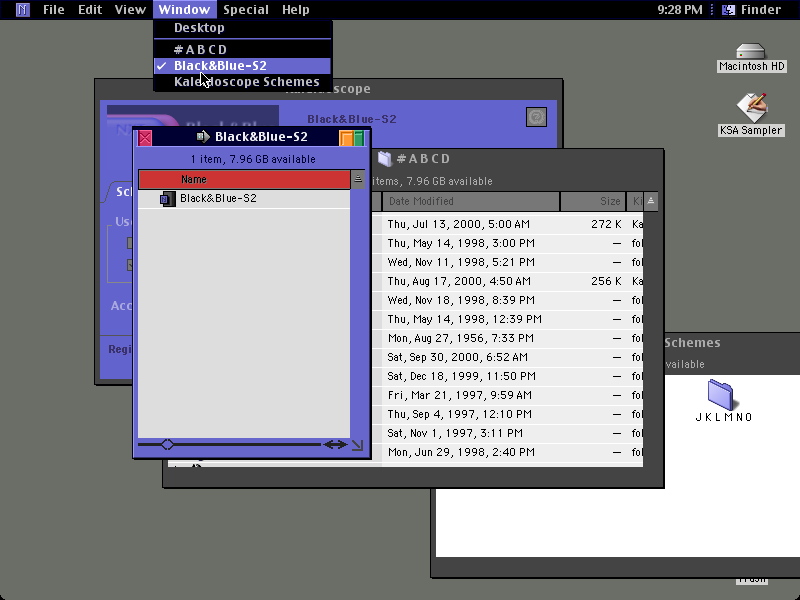 File Edit View Window Special Help 9:28 PM Finder
Desktop
#ABCD
Black&Blue-S2
Kaleidoscope Schemes
Macintosh HD
KSA Sampler
Black&Blue-S2
Black&Blue-S2
1 item, 7.96 GB available
Name
Black&Blue-S2
#ABCD
items, 7.96 GB available
Date Modified Size Ki
Thu, Jul 13, 2000, 5:00 AM 272 K Ka
Thu, May 14, 1998, 3:00 PM — fol
Wed, Nov 11, 1998, 5:21 PM — fol
Thu, Aug 17, 2000, 4:50 AM 256 K Ka
Wed, Nov 18, 1998, 8:39 PM — fol
Thu, May 14, 1998, 12:39 PM — fol
Mon, Aug 27, 1956, 7:33 PM — fol
Sat, Sep 30, 2000, 6:52 AM — fol
Sat, Dec 18, 1999, 11:50 PM — fol
Fri, Mar 21, 1997, 9:59 AM — fol
Thu, Sep 4, 1997, 12:10 PM — fol
Sat, Nov 1, 1997, 3:11 PM — fol
Mon, Jun 29, 1998, 2:40 PM — fol
Sch
Use
Acc
Regi
Schemes
vailable
JKLMNO
Trash